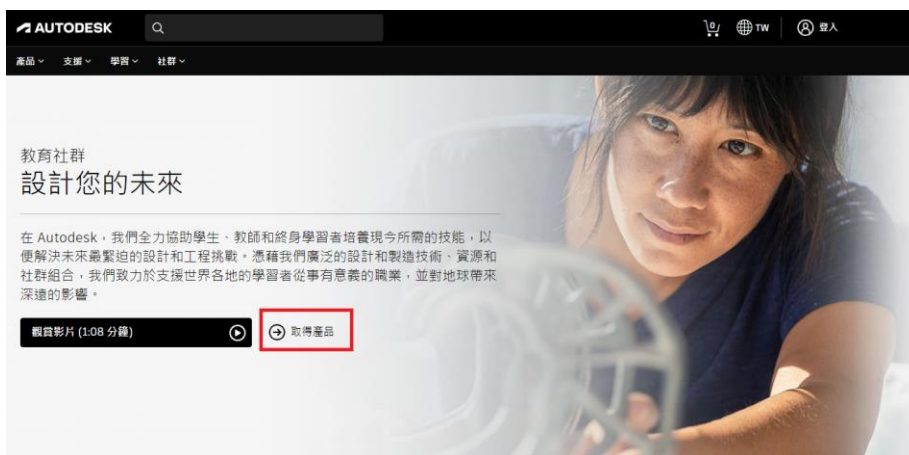 AUTODESK
0
TW
登入
產品
支援
學習
社群
教育社群
設計您的未來
在 Autodesk，我們全力協助學生、教師和終身學習者培養現今所需的技能，以
便解決未來最緊迫的設計和工程挑戰。憑藉我們廣泛的設計和製造技術、資源和
社群組合，我們致力於支援世界各地的學習者從事有意義的職業，並對地球帶來
深遠的影響。
觀賞影片 (1:08 分鐘)
取得產品